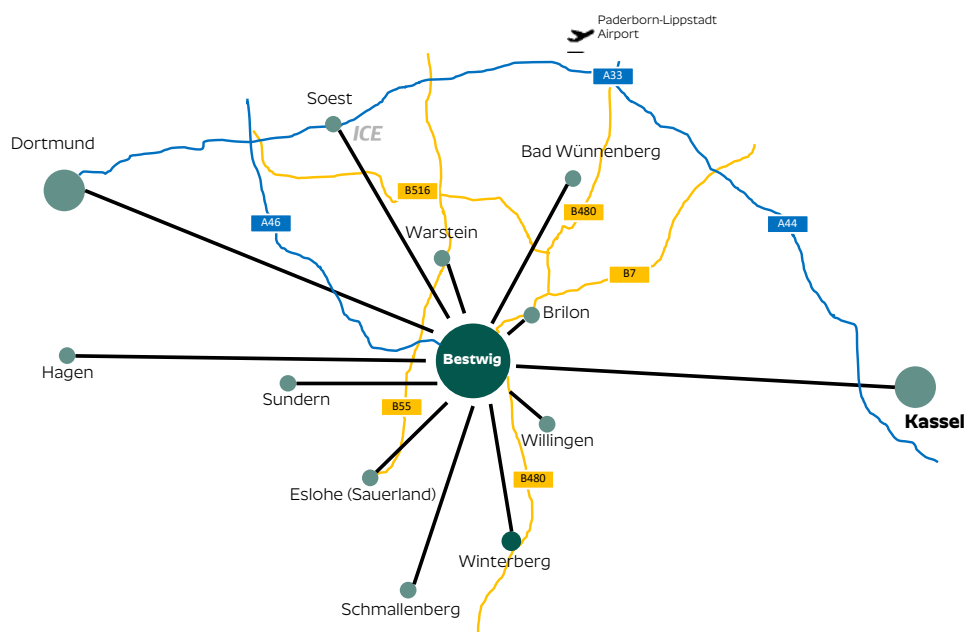 Paderborn-Lippstadt
Airport
A33
Soest
ICE
Dortmund
Bad Wünnenberg
B516
B480
A46
A44
Warstein
B7
Brilon
Bestwig
Hagen
Sundern
B55
Kassel
Willingen
B480
Eslohe (Sauerland)
Winterberg
Schmallenberg